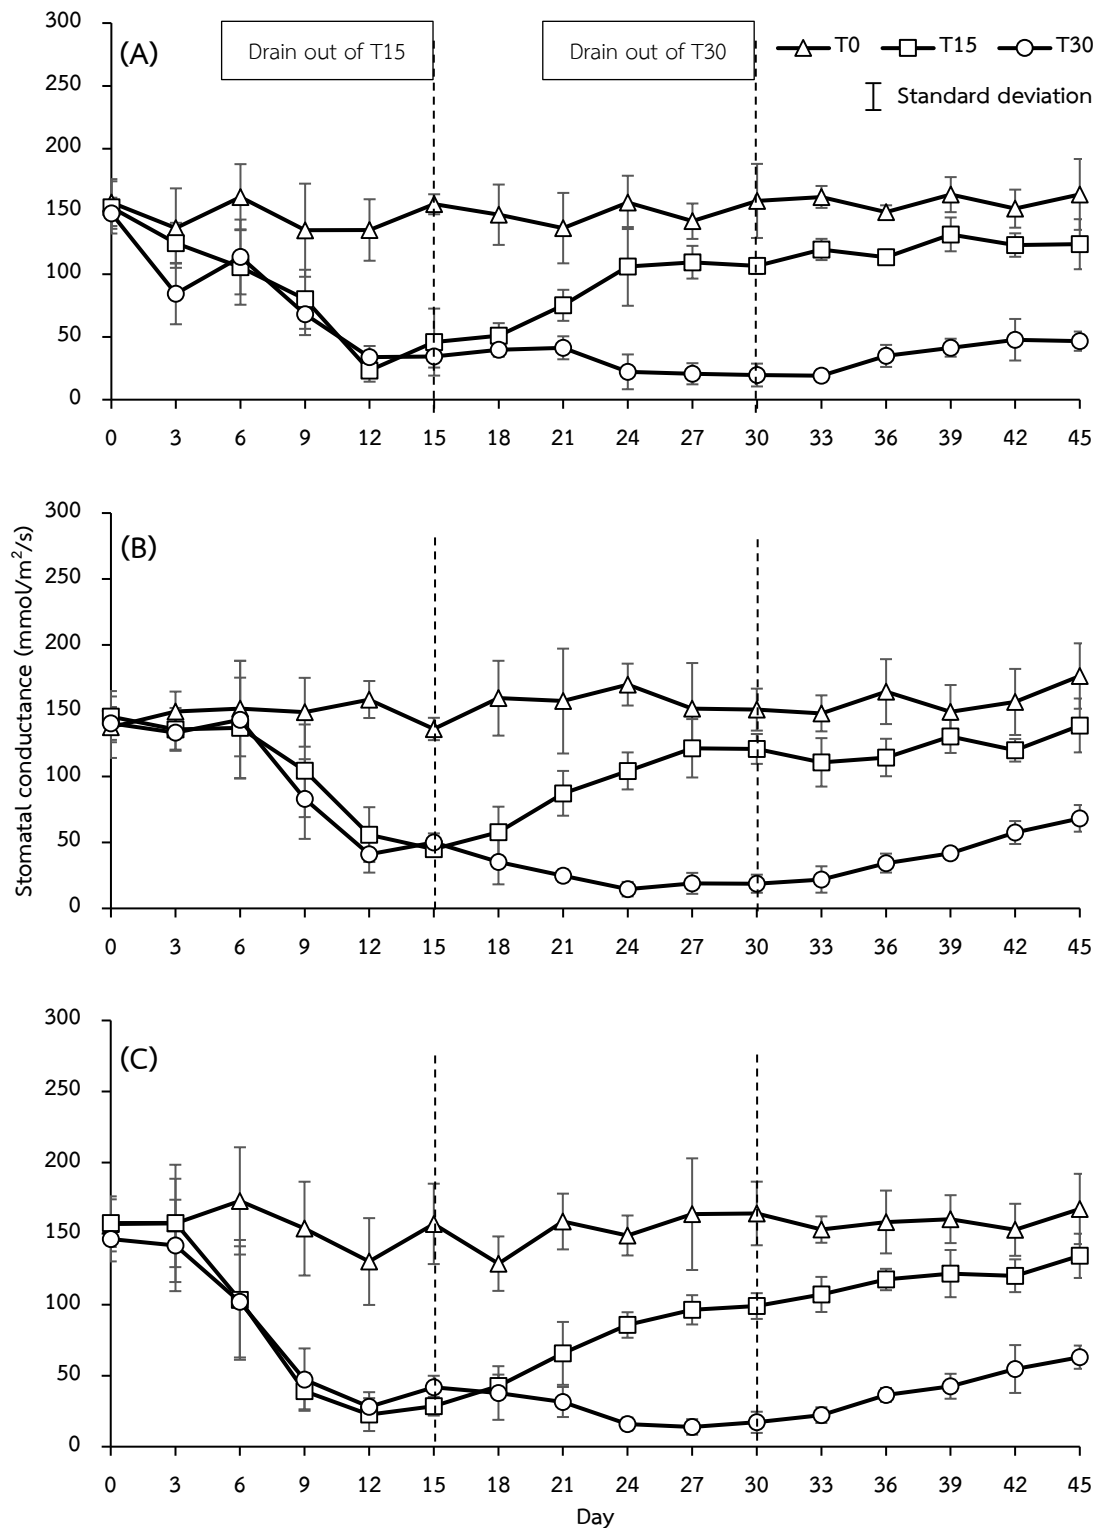 300
(A)
Drain out of T15
Drain out of T30
T0
T15
T30
Standard deviation
250
200
150
100
50
0
0 3 6 9 12 15 18 21 24 27 30 33 36 39 42 45
Stomatal conductance (mmol/m²/s)
300
(B)
250
200
150
100
50
0
0 3 6 9 12 15 18 21 24 27 30 33 36 39 42 45
300
(C)
250
200
150
100
50
0
0 3 6 9 12 15 18 21 24 27 30 33 36 39 42 45
Day